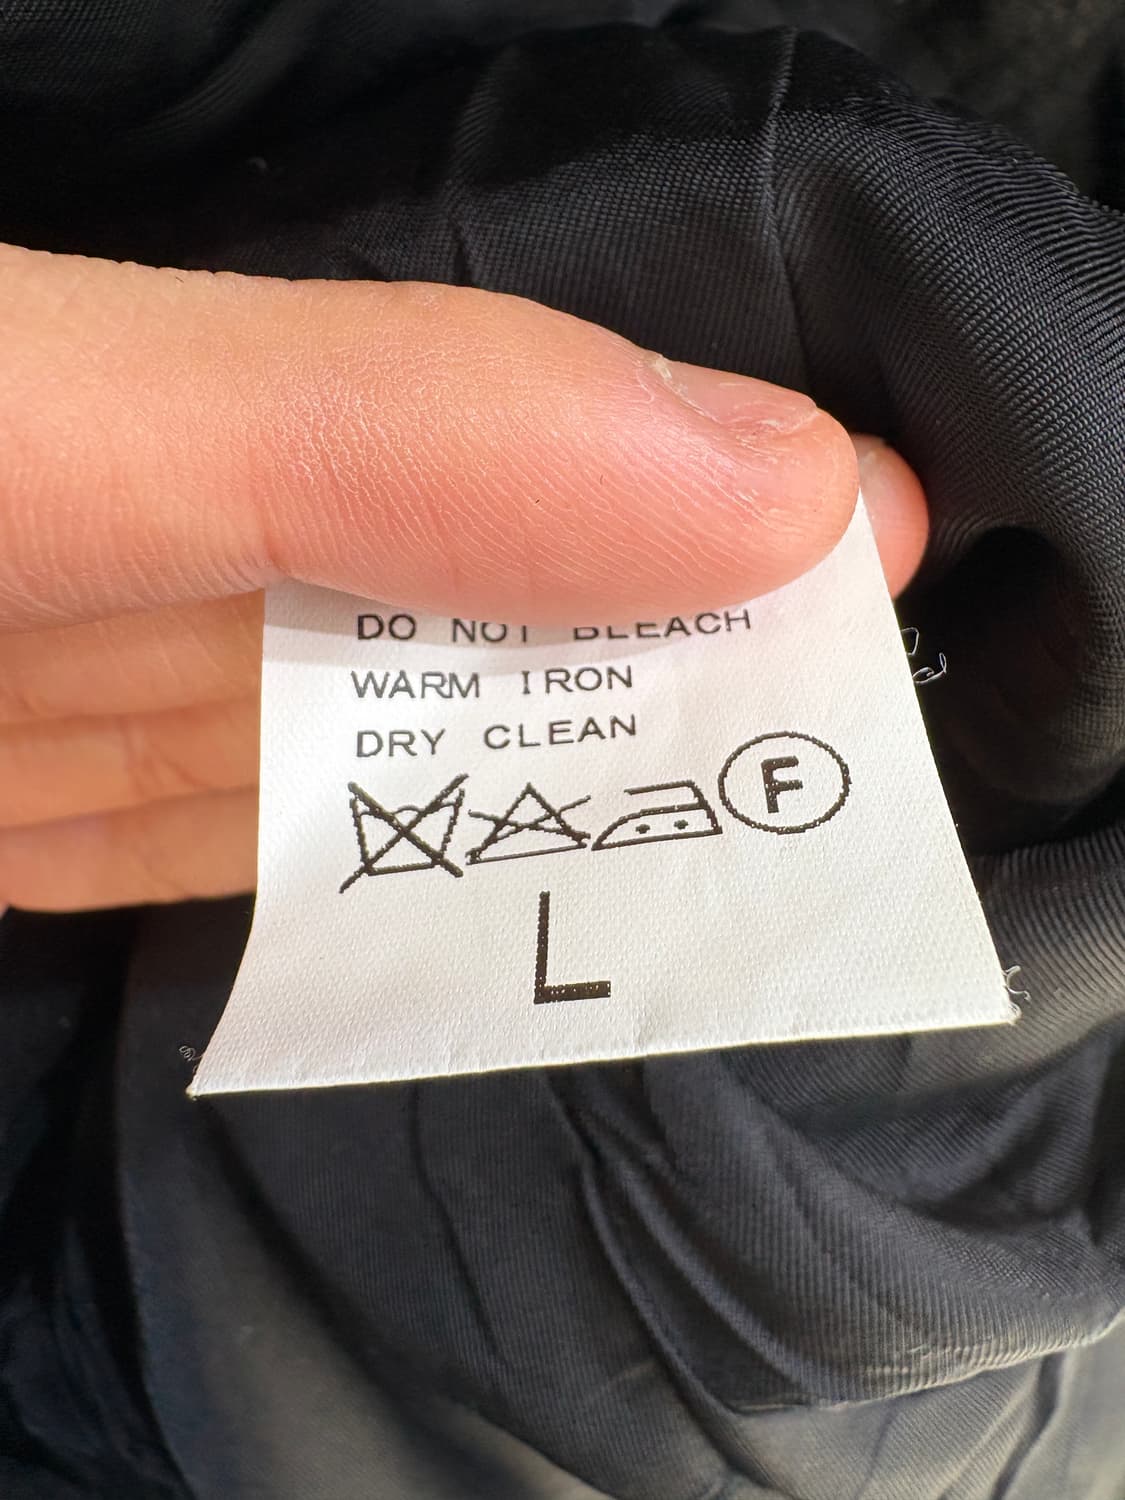 DO NOT BLEACH
WARM IRON
DRY CLEAN
F
L